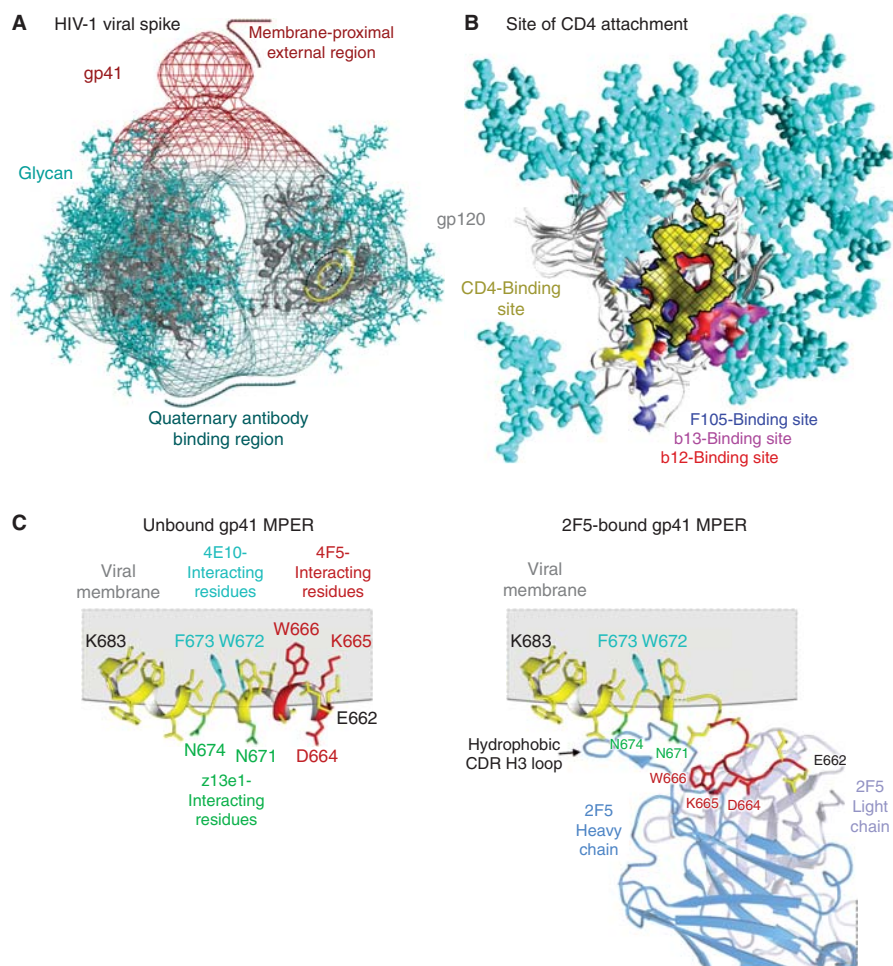 A HIV-1 viral spike
Membrane-proximal
external region
gp41
Glycan
Quaternary antibody
binding region
B Site of CD4 attachment
gp120
CD4-Binding
site
F105-Binding site
b13-Binding site
b12-Binding site
C
Unbound gp41 MPER
Viral
membrane
4E10-
Interacting
residues
4F5-
Interacting
residues
K683
F673
W672
W666
K665
E662
N674
N671
D664
z13e1-
Interacting
residues
2F5-bound gp41 MPER
Viral
membrane
K683
F673
W672
Hydrophobic
CDR H3 loop
N674
N671
W666
K665
D664
E662
2F5
Heavy
chain
2F5
Light
chain